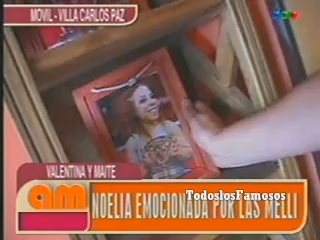 MOVIL - VILLA CARLOS PAZ
VALENTINA Y MAITE
am
NOELIA EMOCIONADA POR LAS MELLI
TodoslosFamosos